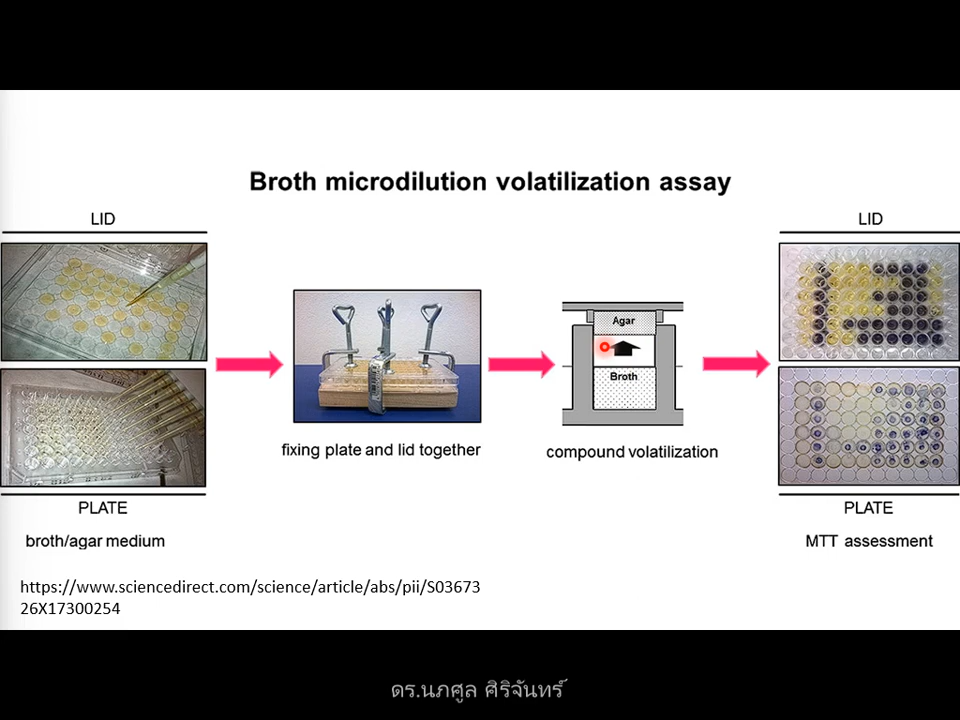 Broth microdilution volatilization assay
LID
PLATE
broth/agar medium
fixing plate and lid together
Agar
Broth
compound volatilization
LID
PLATE
MTT assessment
https://www.sciencedirect.com/science/article/abs/pii/S03673
26X17300254
ดร.นภศูล ศิริจันทร์